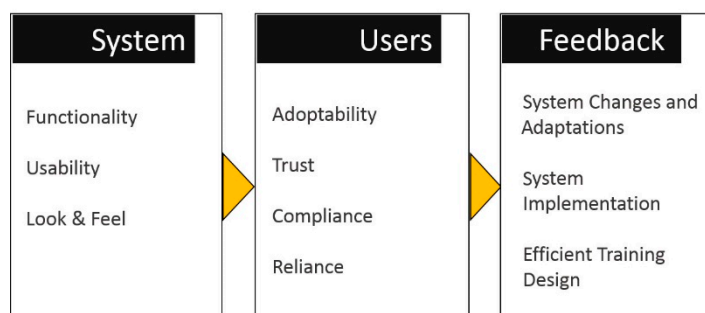 System
Functionality
Usability
Look & Feel
Users
Adoptability
Trust
Compliance
Reliance
Feedback
System Changes and
Adaptations
System
Implementation
Efficient Training
Design